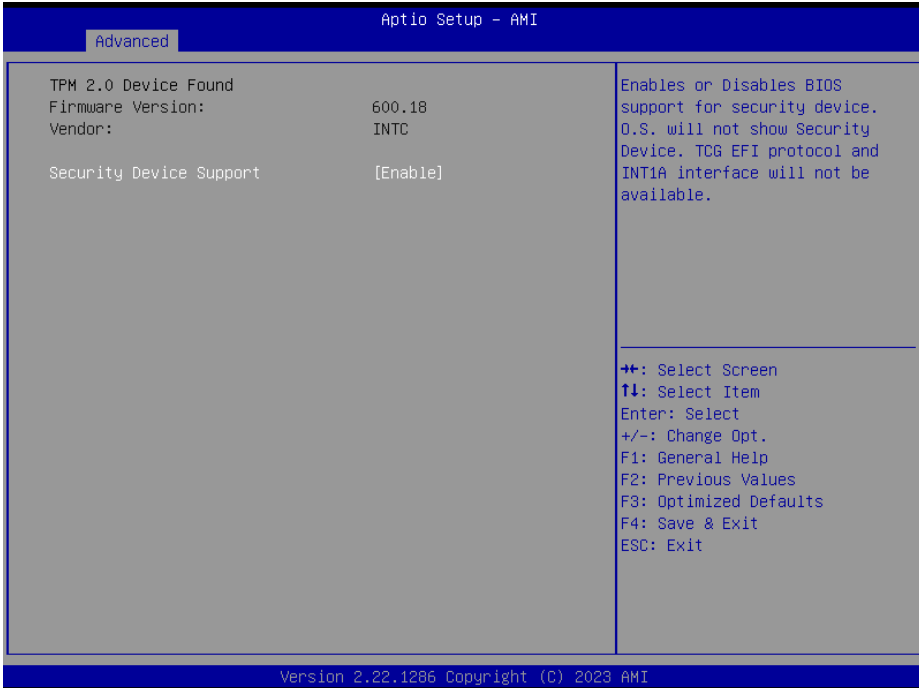 Aptio Setup – AMI
Advanced
TPM 2.0 Device Found
Firmware Version: 600.18
Vendor: INTC
Security Device Support [Enable]
Enables or Disables BIOS
support for security device.
O.S. will not show Security
Device. TCG EFI protocol and
INT1A interface will not be
available.
→←: Select Screen
↑↓: Select Item
Enter: Select
+/-: Change Opt.
F1: General Help
F2: Previous Values
F3: Optimized Defaults
F4: Save & Exit
ESC: Exit
Version 2.22.1286 Copyright (C) 2023 AMI